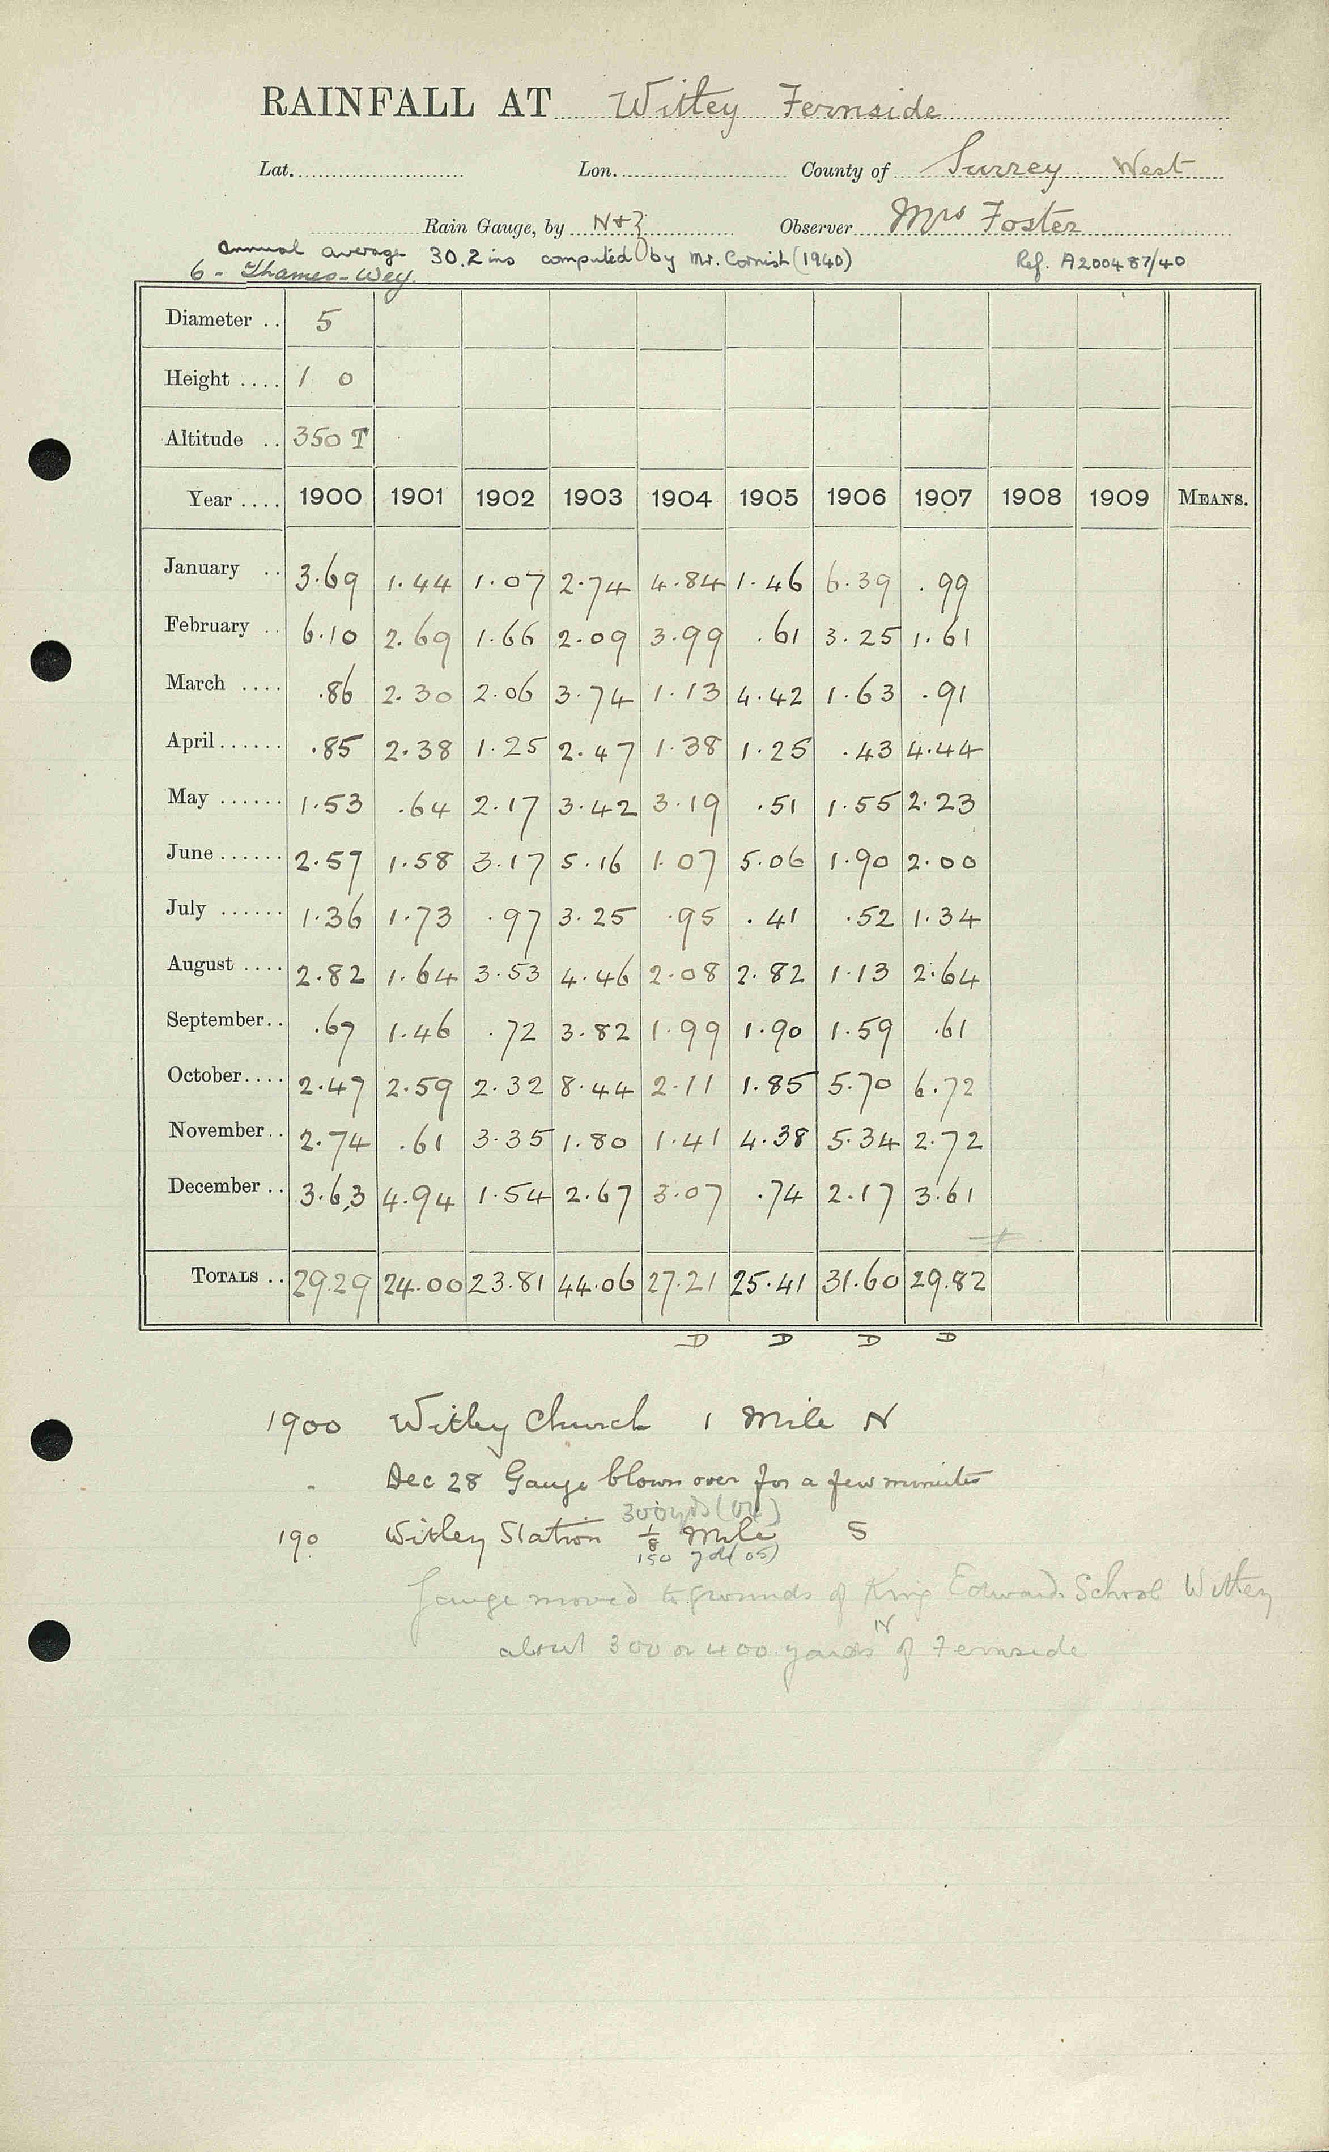 RAINFALL AT Witley Fernside
Lat. Lon. County of Surrey West
Rain Gauge, by N+Z Observer Mrs Foster
Annual average 30.2 ins computed by Mr. Cornish (1940) Ref. A200487/40
6 - Thames-Wey.
Diameter .. 5
Height .... 1 0
Altitude .. 350 T
Year .... 1900 1901 1902 1903 1904 1905 1906 1907 1908 1909 MEANS.
January .. 3.69 1.44 1.07 2.74 4.84 1.46 6.39 .99
February .. 6.10 2.69 1.66 2.09 3.99 .61 3.25 1.61
March .... .86 2.30 2.06 3.74 1.13 4.42 1.63 .91
April ...... .85 2.38 1.25 2.47 1.38 1.25 .43 4.44
May ...... 1.53 .64 2.17 3.42 3.19 .51 1.55 2.23
June ...... 2.57 1.58 3.17 5.16 1.07 5.06 1.90 2.00
July ...... 1.36 1.73 .97 3.25 .95 .41 .52 1.34
August .... 2.82 1.64 3.53 4.46 2.08 2.82 1.13 2.64
September.. .67 1.46 .72 3.82 1.99 1.90 1.59 .61
October.... 2.47 2.59 2.32 8.44 2.11 1.85 5.70 6.72
November.. 2.74 .61 3.35 1.80 1.41 4.38 5.34 2.72
December .. 3.63 4.94 1.54 2.67 3.07 .74 2.17 3.61
TOTALS .. 29.29 24.00 23.81 44.06 27.21 25.41 31.60 29.82
D D D D
1900 Witley Church 1 Mile N
Dec 28 Gauge blown over for a few minutes
300 yds (04)
190 Witley Station 1/8 Mile S
150 yds (05)
Gauge moved to grounds of King Edwards School Witley
about 300 or 400 yards N of Fernside